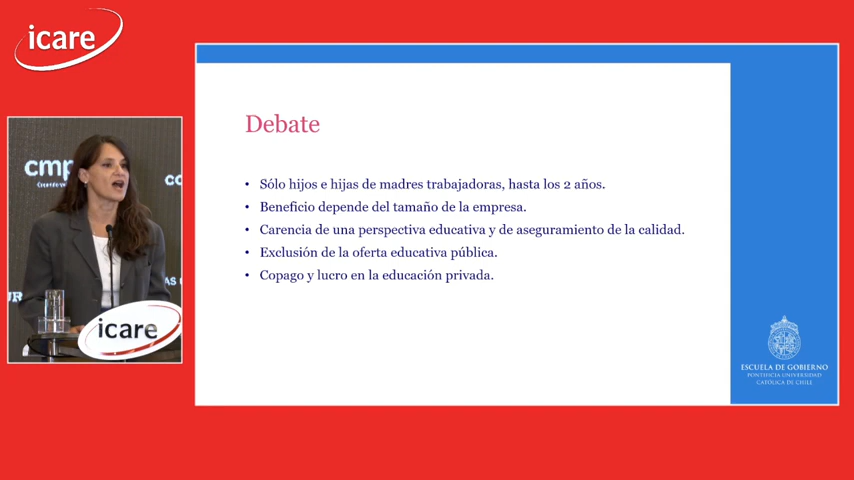 icare
Debate
• Sólo hijos e hijas de madres trabajadoras, hasta los 2 años.
• Beneficio depende del tamaño de la empresa.
• Carencia de una perspectiva educativa y de aseguramiento de la calidad.
• Exclusión de la oferta educativa pública.
• Copago y lucro en la educación privada.
cmp
icare
ESCUELA DE GOBIERNO
PONTIFICIA UNIVERSIDAD
CATÓLICA DE CHILE